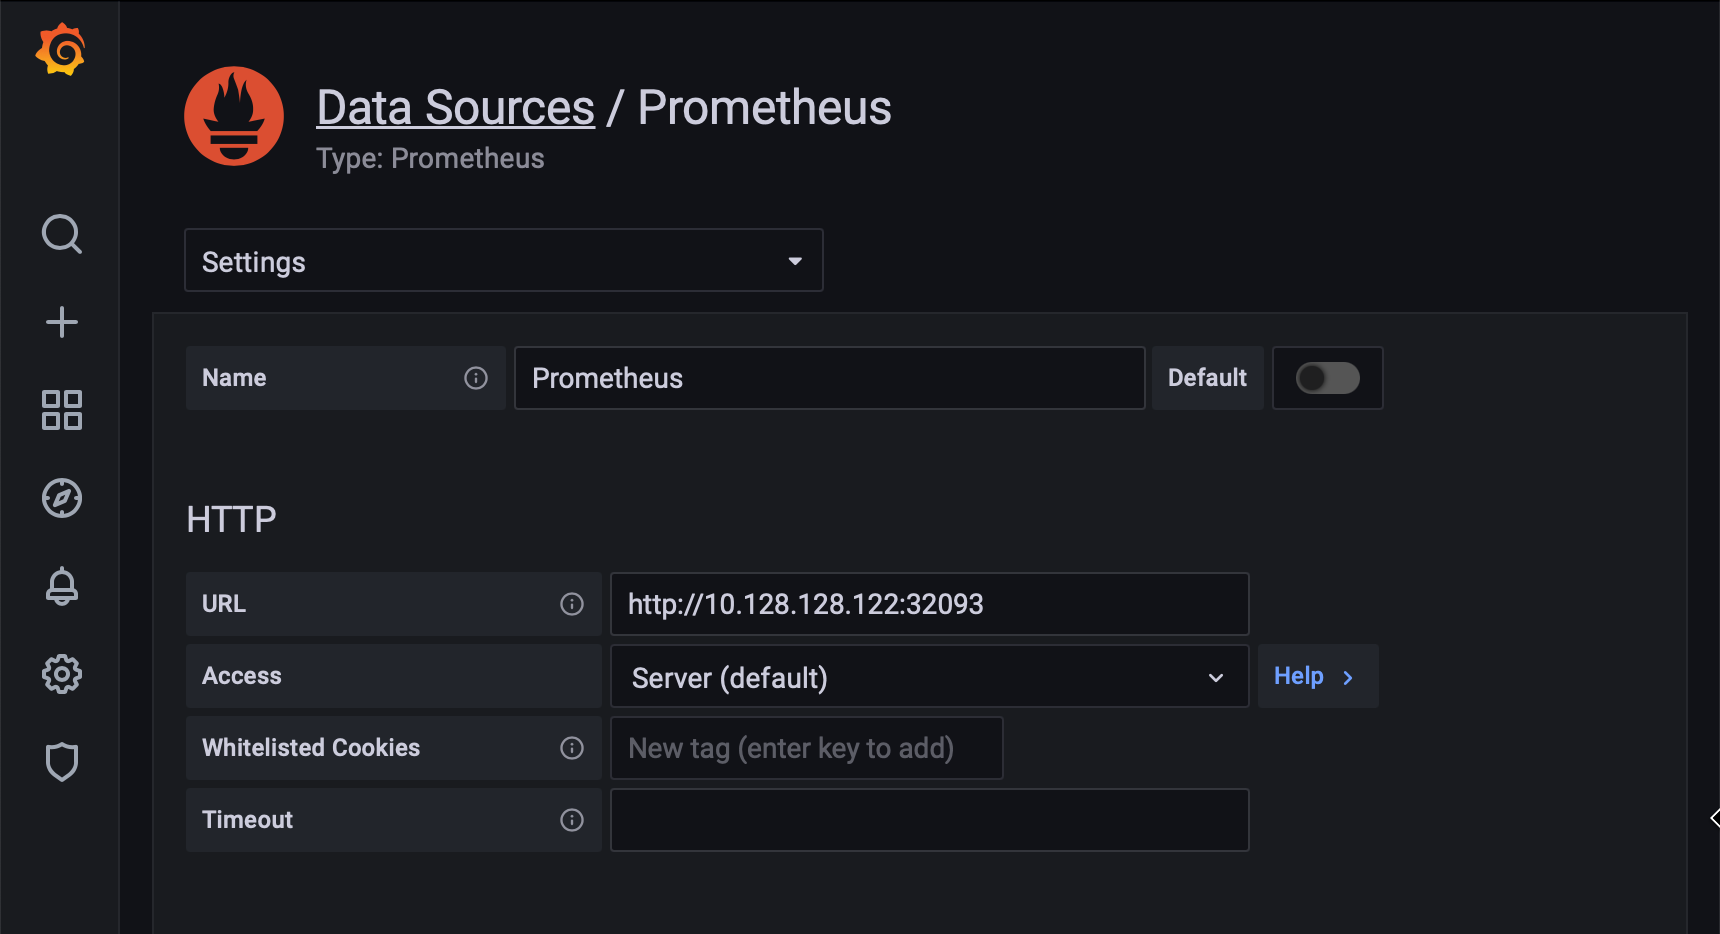 Data Sources / Prometheus
Type: Prometheus
Settings
Name Prometheus Default
HTTP
URL http://10.128.128.122:32093
Access Server (default) Help
Whitelisted Cookies New tag (enter key to add)
Timeout